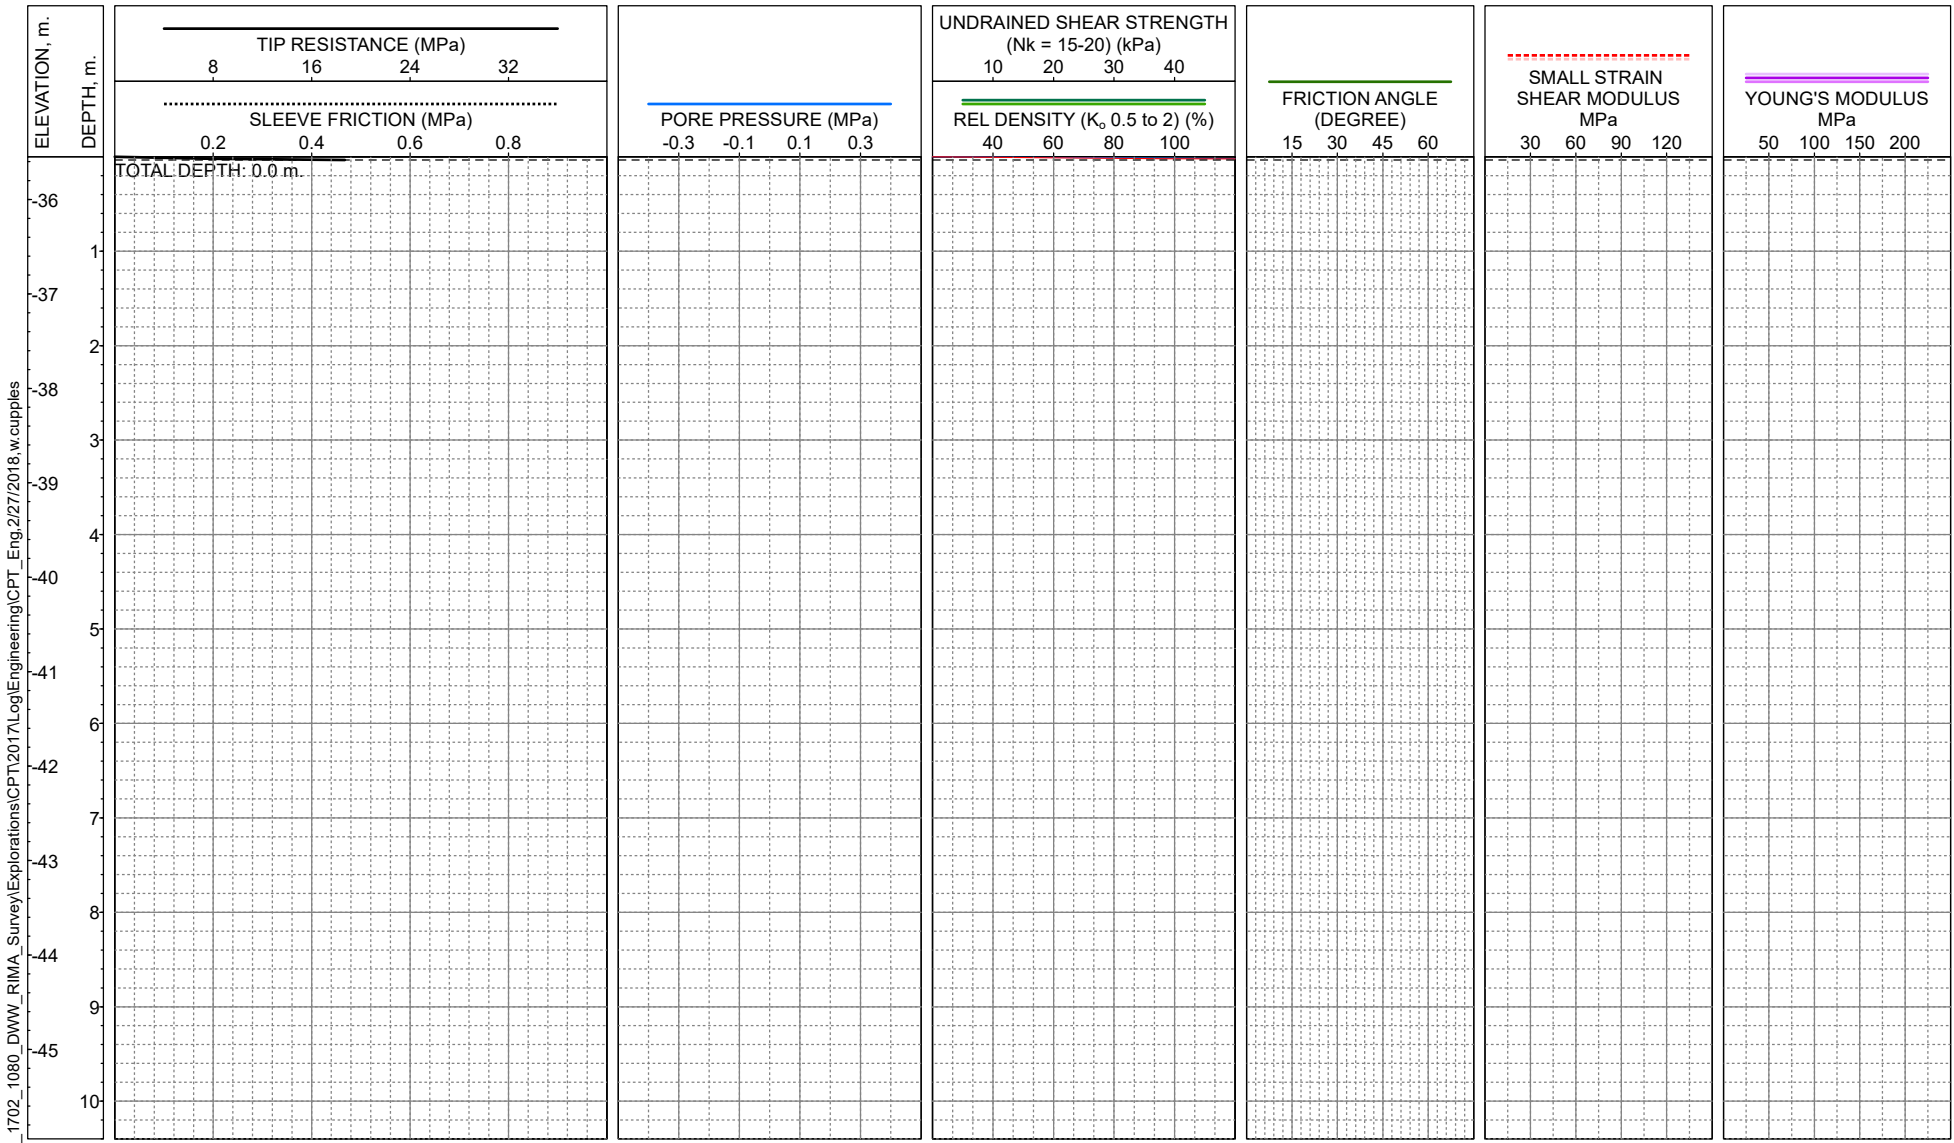 ELEVATION, m.
DEPTH, m.
TIP RESISTANCE (MPa)
8 16 24 32
SLEEVE FRICTION (MPa)
0.2 0.4 0.6 0.8
PORE PRESSURE (MPa)
-0.3 -0.1 0.1 0.3
UNDRAINED SHEAR STRENGTH
(Nk = 15-20) (kPa)
10 20 30 40
REL DENSITY (Ko 0.5 to 2) (%)
40 60 80 100
FRICTION ANGLE
(DEGREE)
15 30 45 60
SMALL STRAIN
SHEAR MODULUS
MPa
30 60 90 120
YOUNG'S MODULUS
MPa
50 100 150 200
TOTAL DEPTH: 0.0 m.
-36
1
-37
2
-38
3
-39
4
-40
5
-41
6
-42
7
-43
8
-44
9
-45
10
_1702_1080_DWW_RIMA_Survey\Explorations\CPT\2017\Log\Engineering\CPT_Eng,2/27/2018,w.cupples